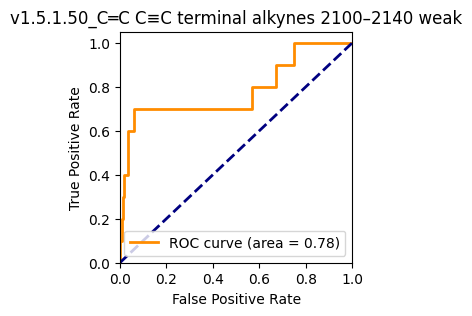 v1.5.1.50_C═C C≡C terminal alkynes 2100–2140 weak
1.0
0.8
0.6
0.4
0.2
0.0
True Positive Rate
ROC curve (area = 0.78)
0.0 0.2 0.4 0.6 0.8 1.0
False Positive Rate